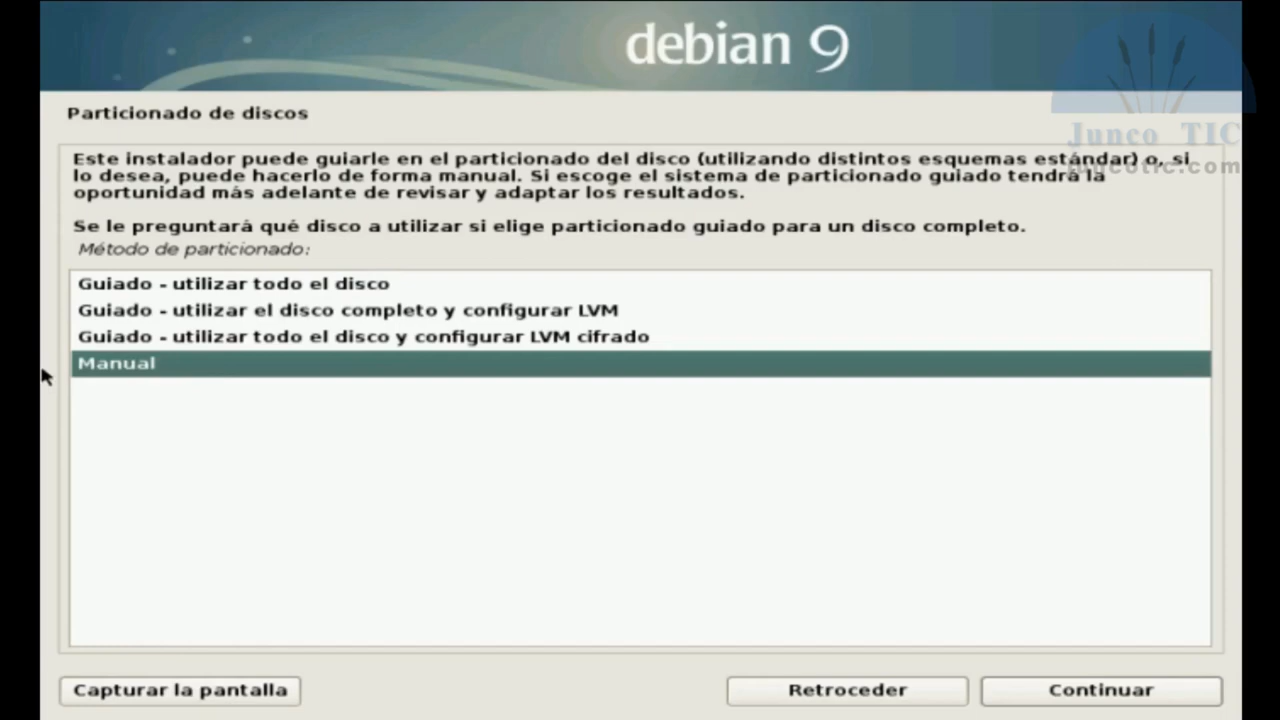 debian 9
Junco TIC
juncotic.com
Particionado de discos
Este instalador puede guiarle en el particionado del disco (utilizando distintos esquemas estándar) o, si
lo desea, puede hacerlo de forma manual. Si escoge el sistema de particionado guiado tendrá la
oportunidad más adelante de revisar y adaptar los resultados.
Se le preguntará qué disco a utilizar si elige particionado guiado para un disco completo.
Método de particionado:
Guiado - utilizar todo el disco
Guiado - utilizar el disco completo y configurar LVM
Guiado - utilizar todo el disco y configurar LVM cifrado
Manual
Capturar la pantalla
Retroceder
Continuar